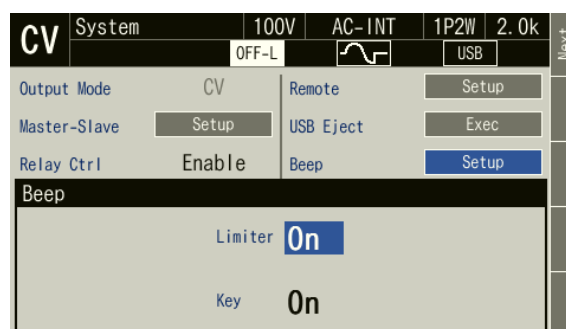 CV System 100V AC-INT 1P2W 2.0k
OFF-L USB
Next
Output Mode CV Remote Setup
Master-Slave Setup USB Eject Exec
Relay Ctrl Enable Beep Setup
Beep
Limiter On
Key On